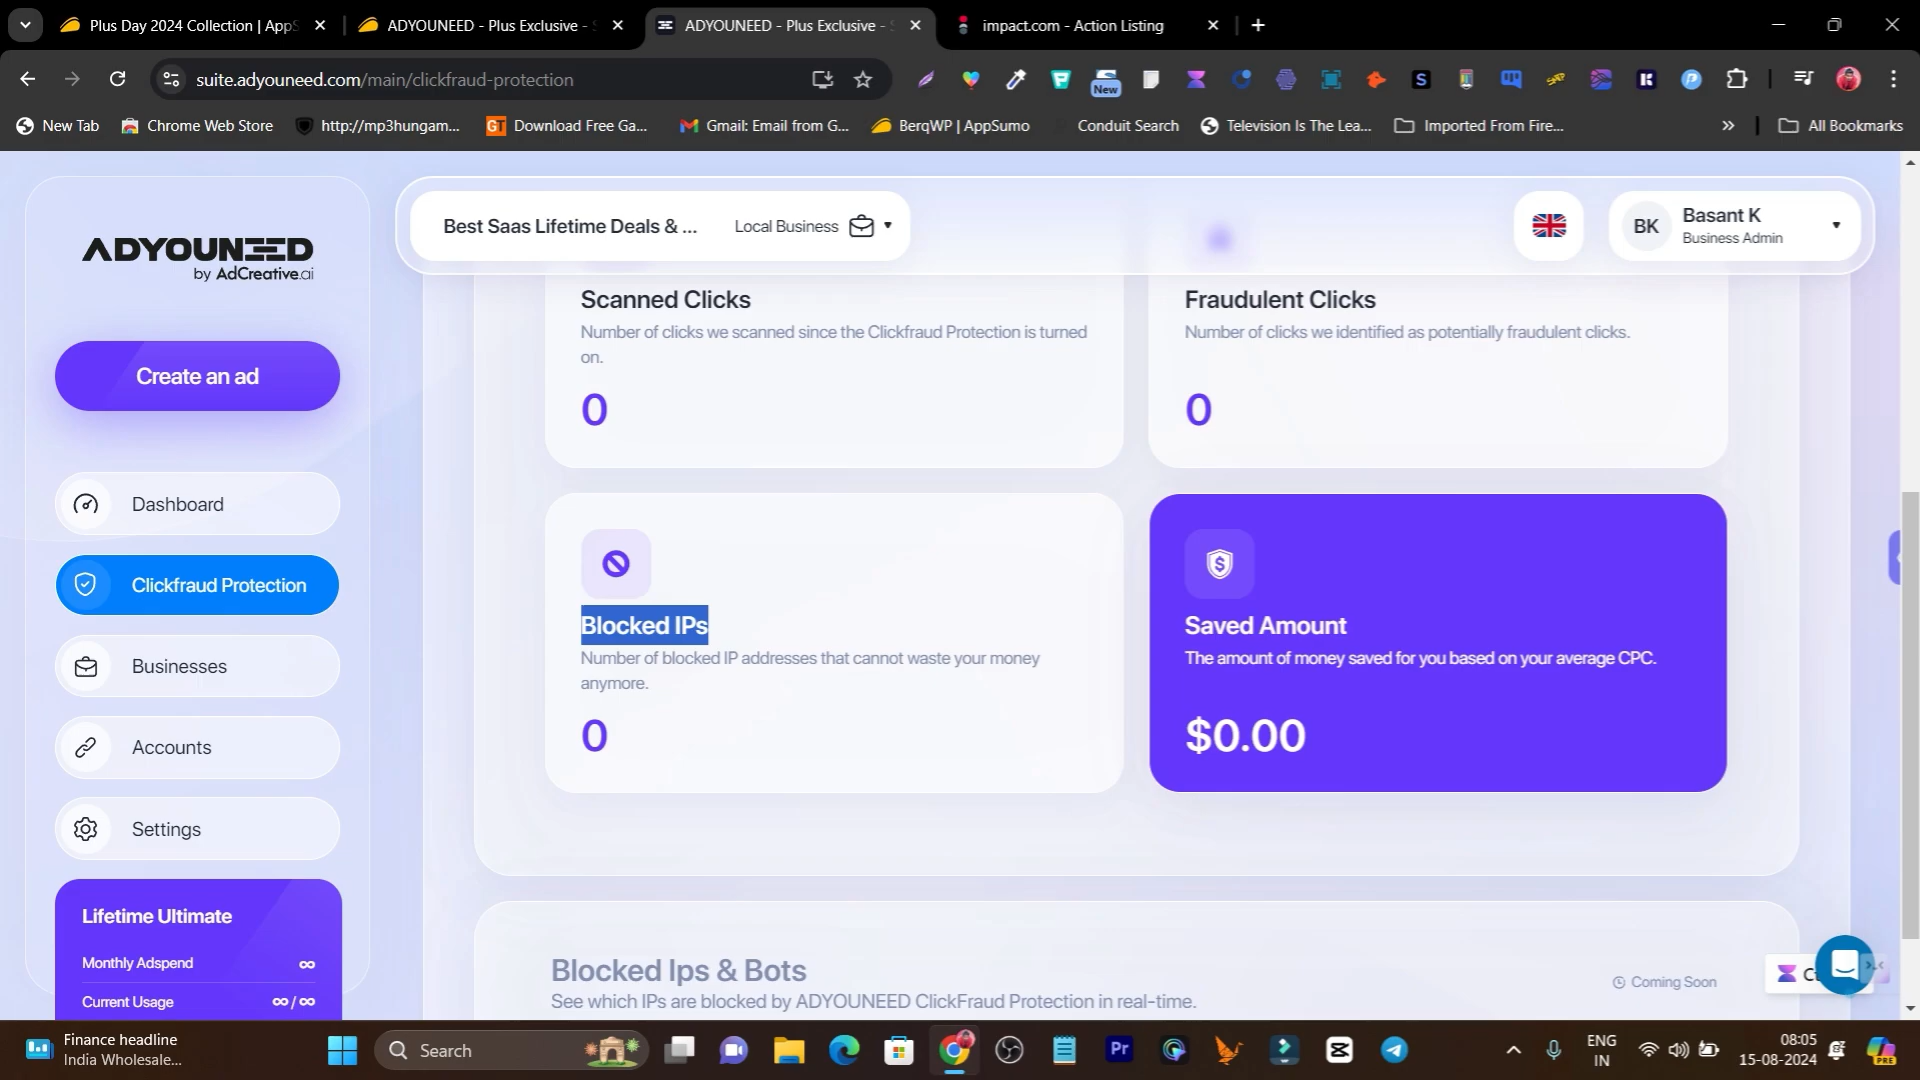 Plus Day 2024 Collection | AppS
ADYOUNEED - Plus Exclusive -
ADYOUNEED - Plus Exclusive -
impact.com - Action Listing
suite.adyouneed.com/main/clickfraud-protection
New
New Tab
Chrome Web Store
http://mp3hungam...
GT
Download Free Ga...
Gmail: Email from G...
BerqWP | AppSumo
Conduit Search
Television Is The Lea...
Imported From Fire...
All Bookmarks
ADYOUNEED
by AdCreative.ai
Best Saas Lifetime Deals & ...
Local Business
BK
Basant K
Business Admin
Create an ad
Dashboard
Clickfraud Protection
Businesses
Accounts
Settings
Lifetime Ultimate
Monthly Adspend ∞
Current Usage ∞/∞
Scanned Clicks
Number of clicks we scanned since the Clickfraud Protection is turned
on.
0
Fraudulent Clicks
Number of clicks we identified as potentially fraudulent clicks.
0
Blocked IPs
Number of blocked IP addresses that cannot waste your money
anymore.
0
Saved Amount
The amount of money saved for you based on your average CPC.
$0.00
Blocked Ips & Bots
See which IPs are blocked by ADYOUNEED ClickFraud Protection in real-time.
Coming Soon
Finance headline
India Wholesale...
Search
Pr
ENG
IN
08:05
15-08-2024
PRE